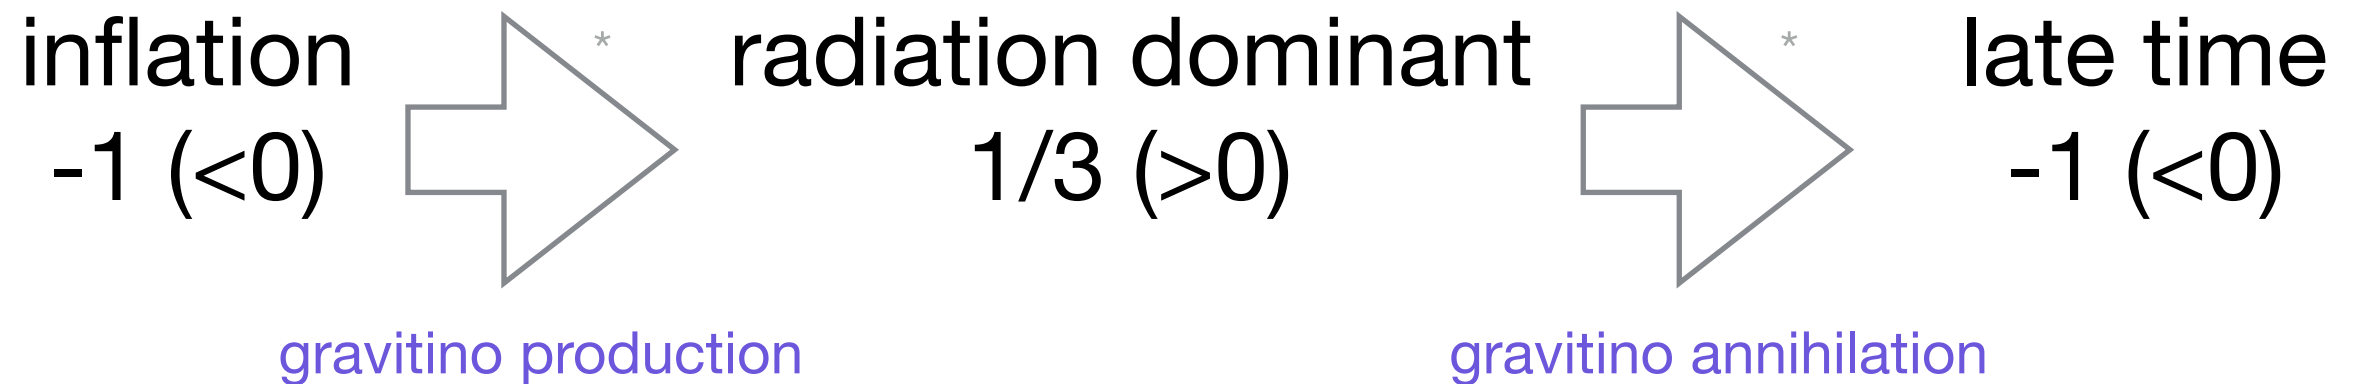 inflation * radiation dominant * late time
-1 (<0) 1/3 (>0) -1 (<0)
gravitino production gravitino annihilation